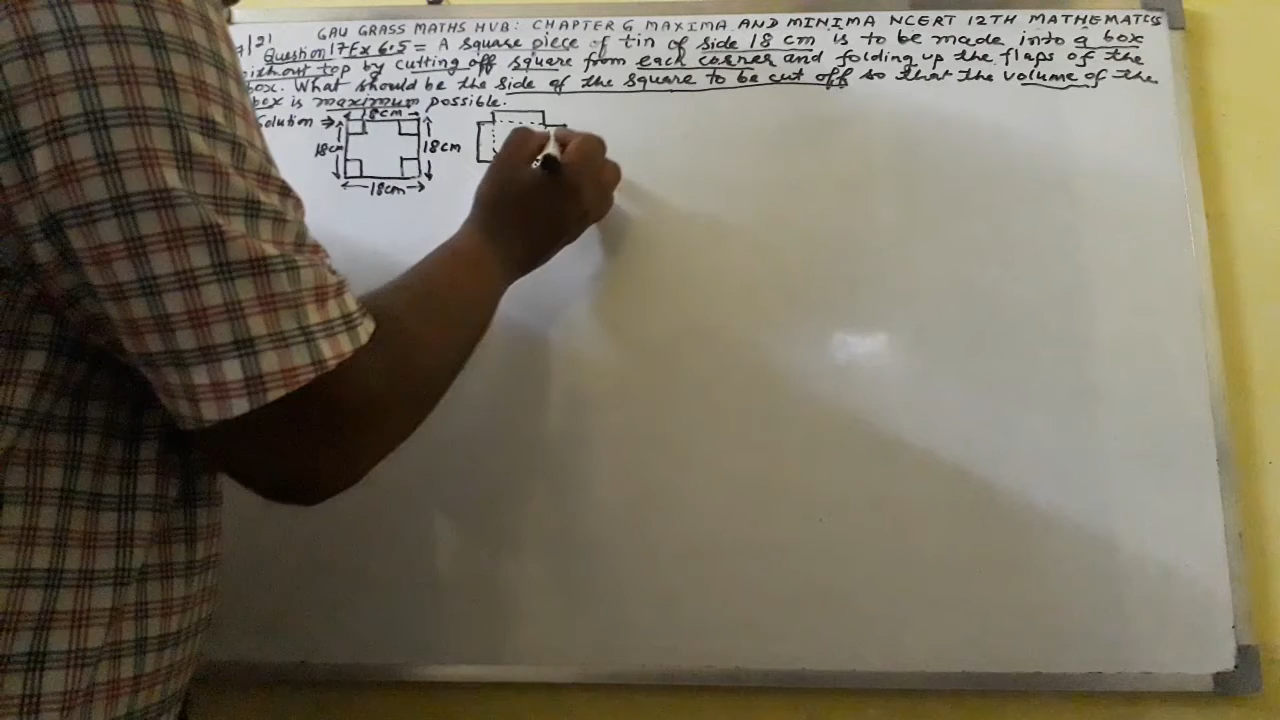 GAU GRASS MATHS HUB: CHAPTER 6 MAXIMA AND MINIMA NCERT 12TH MATHEMATICS
Question 17 Ex 6.5 = A square piece of tin of side 18 cm is to be made into a box
without top by cutting off square from each corner and folding up the flaps of the
box. What should be the side of the square to be cut off so that the volume of the
box is maximum possible.
Solution ⇒
18cm
18cm
18cm
18cm